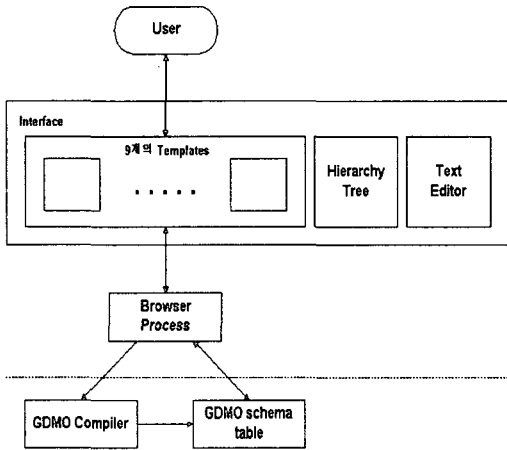 User
Interface
9개의 Templates
Hierarchy
Tree
Text
Editor
Browser
Process
GDMO Compiler
GDMO schema
table